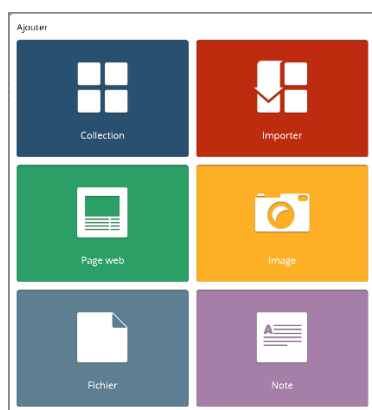 Ajouter
Collection
Importer
Page web
Image
Fichier
Note